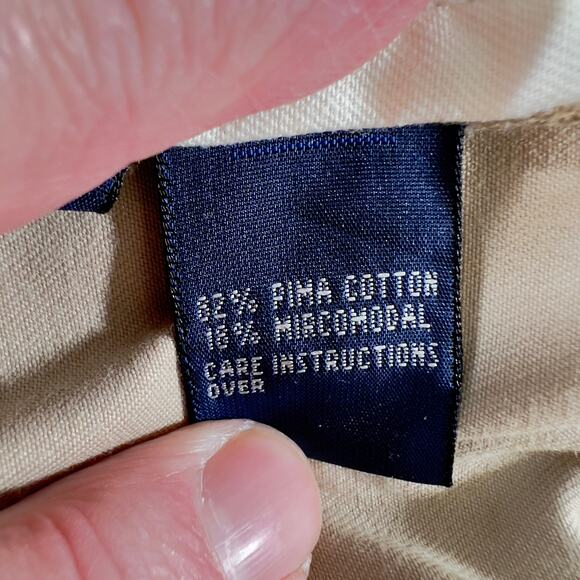 82% PIMA COTTON
18% MIRCOMODAL
CARE INSTRUCTIONS
OVER